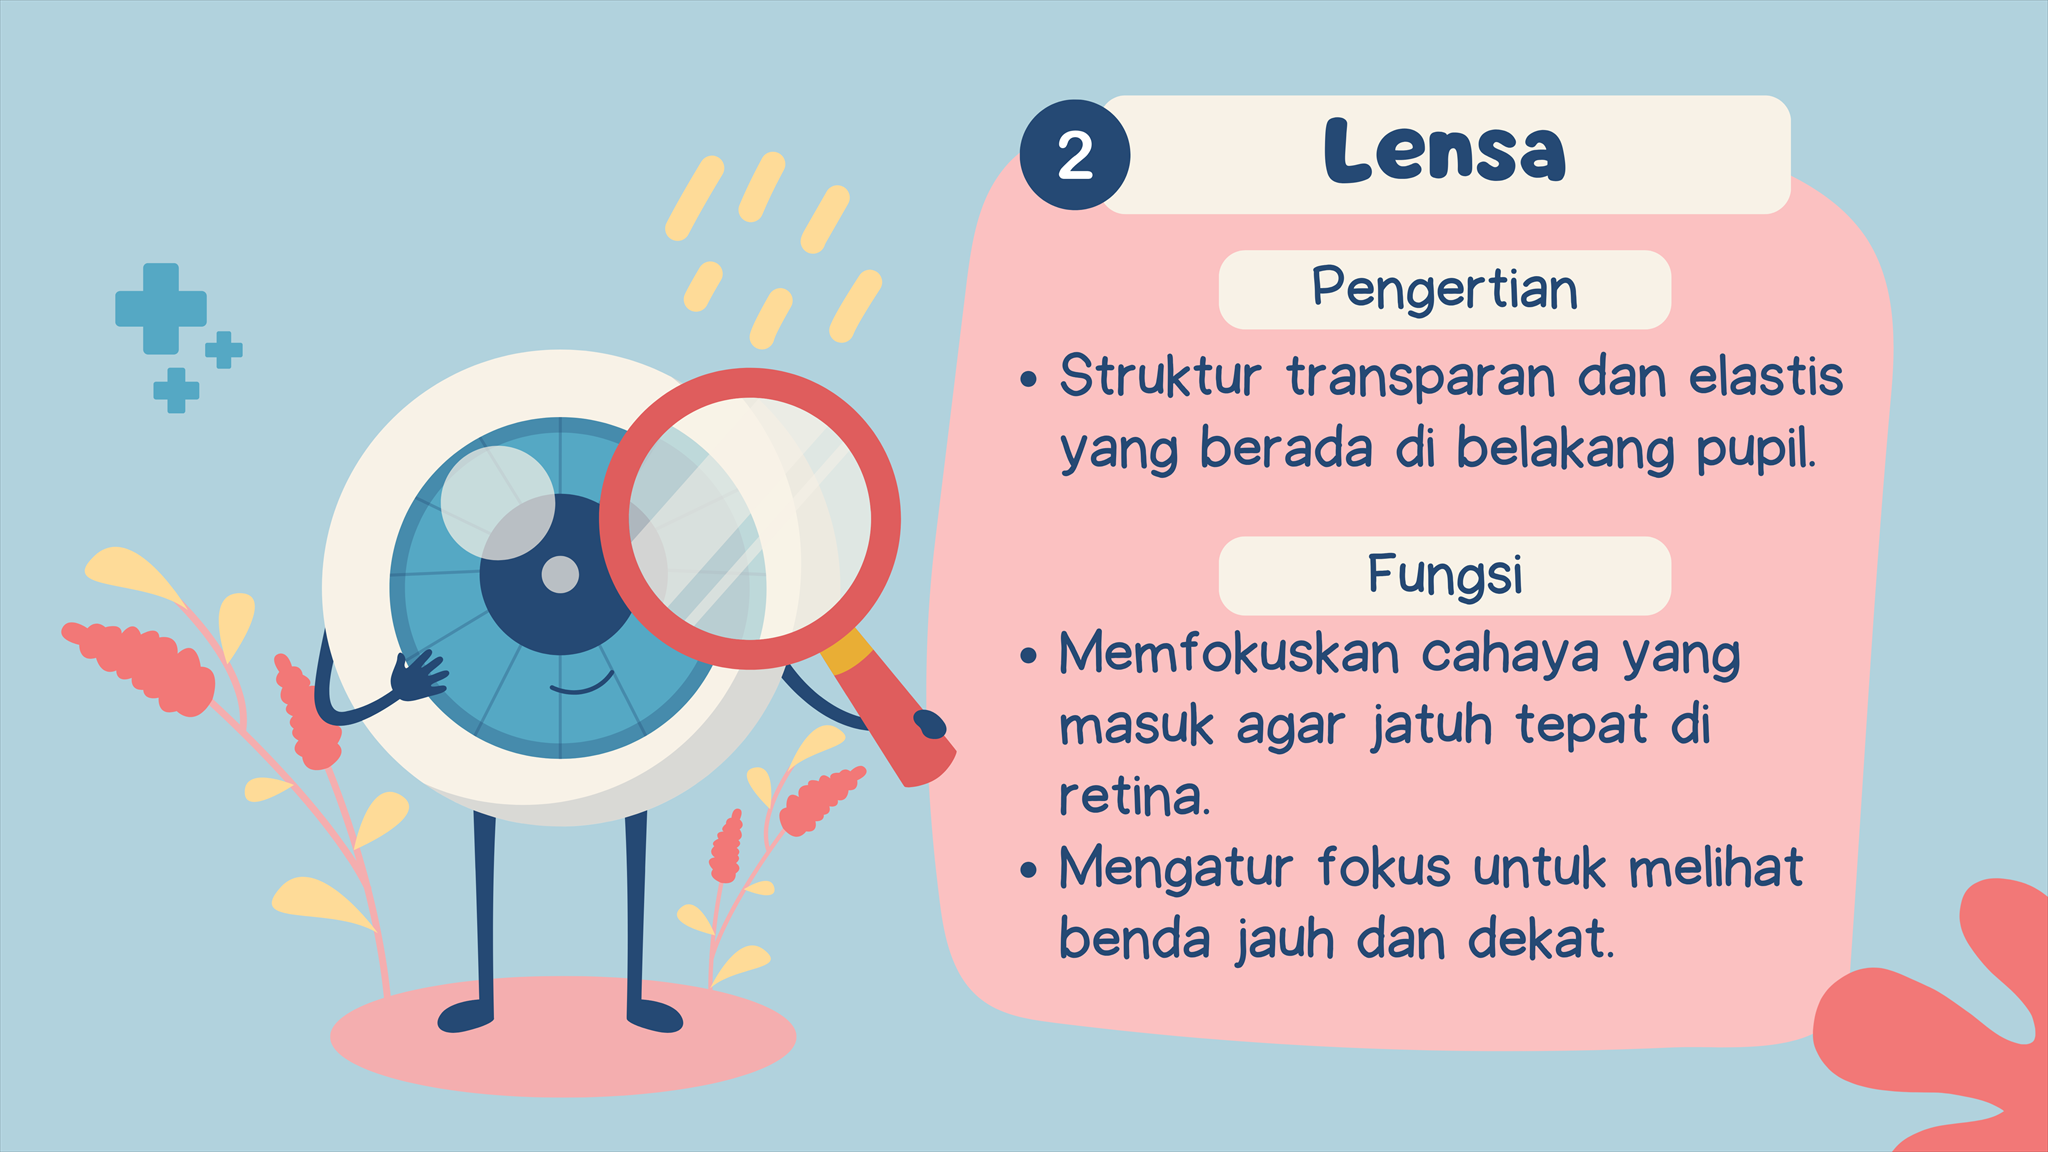 2
Lensa
Pengertian
• Struktur transparan dan elastis
yang berada di belakang pupil.
Fungsi
• Memfokuskan cahaya yang
masuk agar jatuh tepat di
retina.
• Mengatur fokus untuk melihat
benda jauh dan dekat.